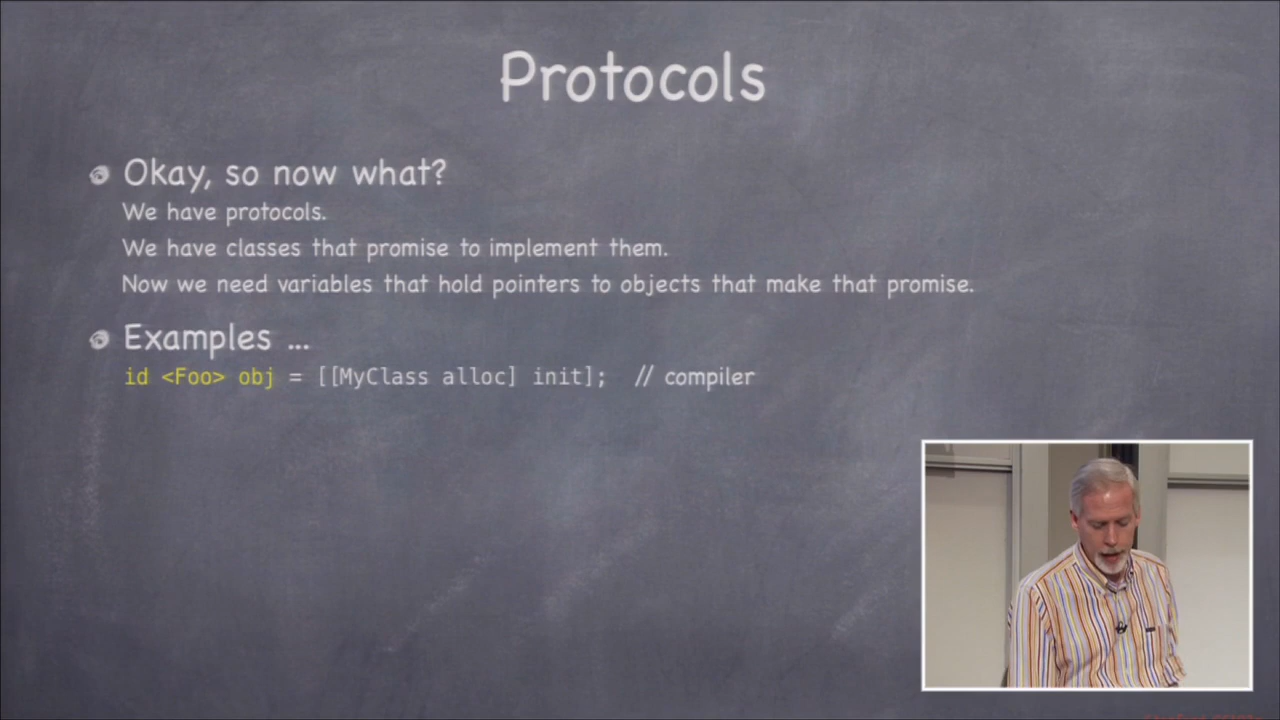 Protocols
Okay, so now what?
We have protocols.
We have classes that promise to implement them.
Now we need variables that hold pointers to objects that make that promise.
Examples ...
id <Foo> obj = [[MyClass alloc] init]; // compiler